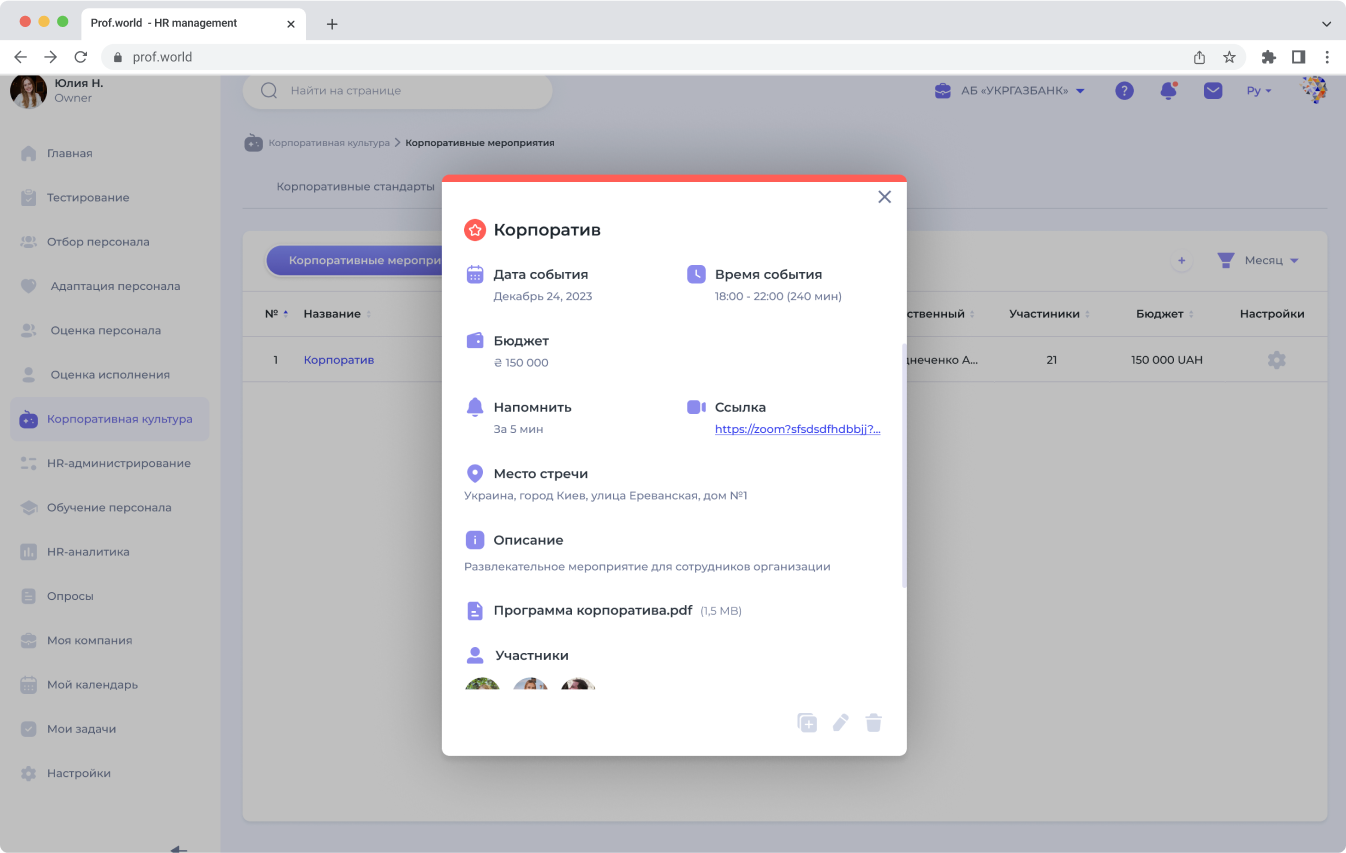 Prof.world - HR management
prof.world
Юлия Н.
Owner
Найти на странице
АБ «УКРГАЗБАНК»
Ру
Главная
Тестирование
Отбор персонала
Адаптация персонала
Оценка персонала
Оценка исполнения
Корпоративная культура
HR-администрирование
Обучение персонала
HR-аналитика
Опросы
Моя компания
Мой календарь
Мои задачи
Настройки
Корпоративная культура > Корпоративные мероприятия
Корпоративные стандарты
Корпоративные меропри
Месяц
№ Название ственный Участиники Бюджет Настройки
1 Корпоратив днеченко А... 21 150 000 UAH
Корпоратив
Дата события
Декабрь 24, 2023
Время события
18:00 - 22:00 (240 мин)
Бюджет
₴ 150 000
Напомнить
За 5 мин
Ссылка
https://zoom?sfsdsdfhdbbjj?...
Место стречи
Украина, город Киев, улица Ереванская, дом №1
Описание
Развлекательное мероприятие для сотрудников организации
Программа корпоратива.pdf (1,5 MB)
Участники